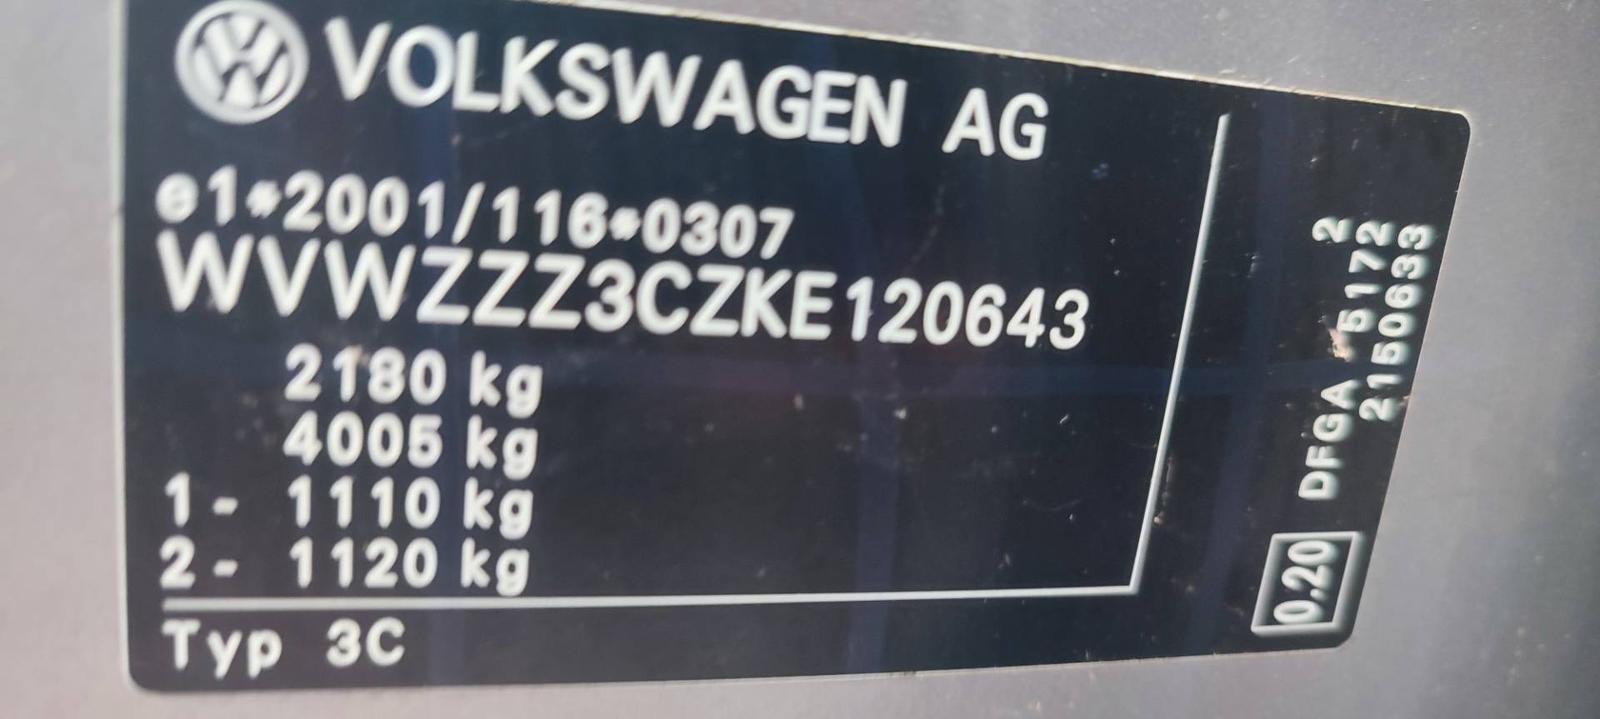 VOLKSWAGEN AG
e1*2001/116*0307
WVWZZZ3CZKE120643
2180 kg
4005 kg
1- 1110 kg
2- 1120 kg
Typ 3C
0,20
DFGA 5172 2
2150633